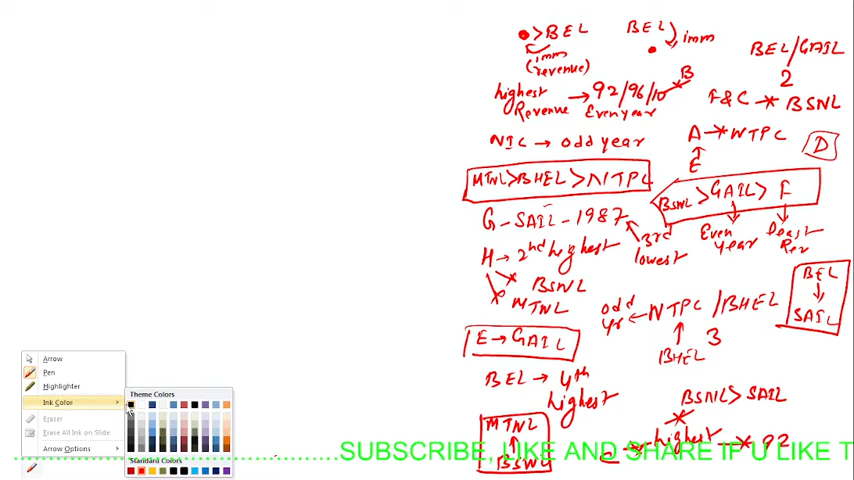 • > BEL
imm
(revenue)
BEL
imm
BEL/GAIL
2
highest
Revenue → 92/96/10
Even year
B
F&C → BSNL
NIC → odd year
A → NTPC
E
D
MTNL > BHEL > NTPC
BSNL > GAIL > F
Even
year
least
Rev
G - SAIL - 1987
3rd
lowest
H → 2nd highest
BSNL
MTNL
BEL
SAIL
odd
yr ← NTPC / BHEL
BHEL
3
E → GAIL
BEL → 4th
highest
BSNL > SAIL
C → highest → 92
MTNL
BSNL
Arrow
Pen
Highlighter
Ink Color
Eraser
Erase All Ink on Slide
Arrow Options
Theme Colors
Standard Colors
SUBSCRIBE, LIKE AND SHARE IF U LIKE T